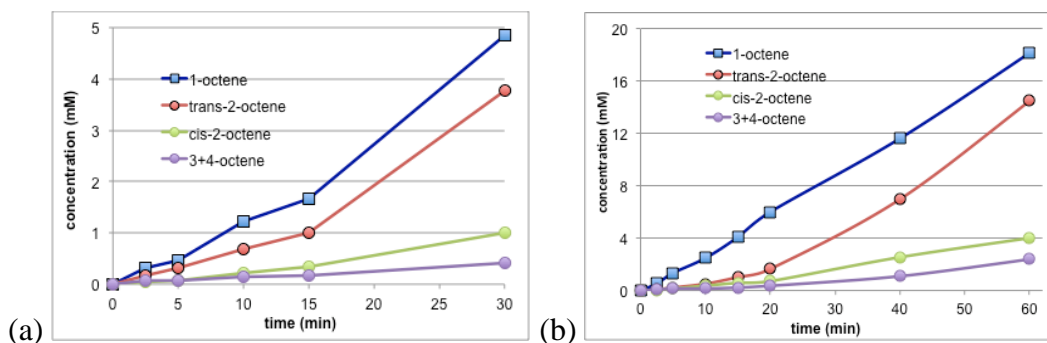 (a)
concentration (mM)
5
4
3
2
1
0
1-octene
trans-2-octene
cis-2-octene
3+4-octene
0 5 10 15 20 25 30
time (min)
(b)
concentration (mM)
20
16
12
8
4
0
1-octene
trans-2-octene
cis-2-octene
3+4-octene
0 10 20 30 40 50 60
time (min)